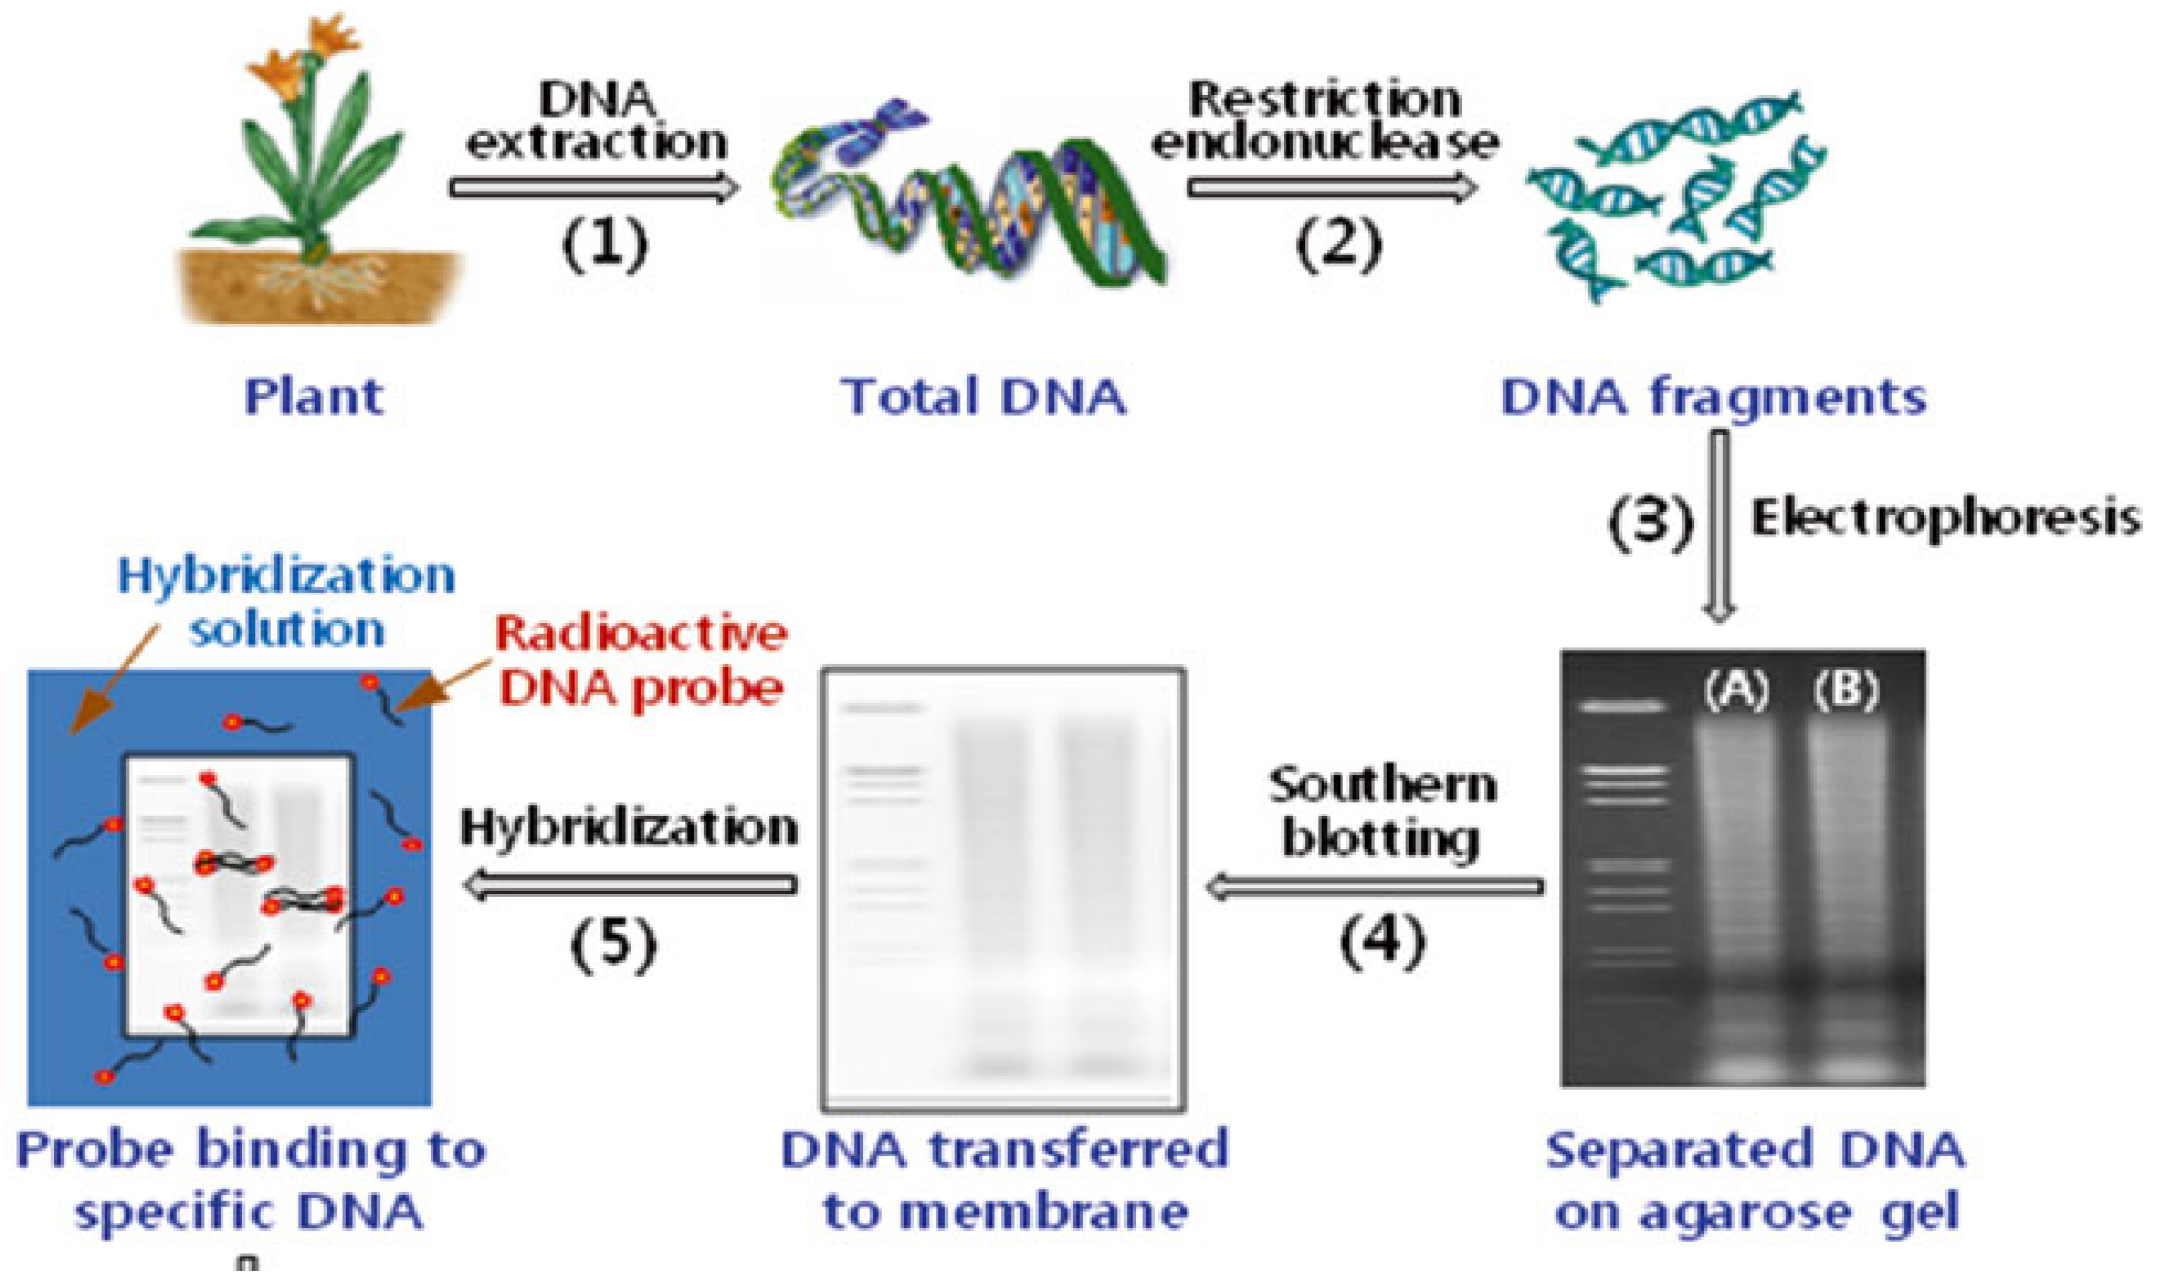 DNA
extraction
(1)
Restriction
endonuclease
(2)
Plant
Total DNA
DNA fragments
(3)
Electrophoresis
Hybridization
solution
Radioactive
DNA probe
(A)
(B)
Southern
blotting
(4)
Hybridization
(5)
Probe binding to
specific DNA
DNA transferred
to membrane
Separated DNA
on agarose gel